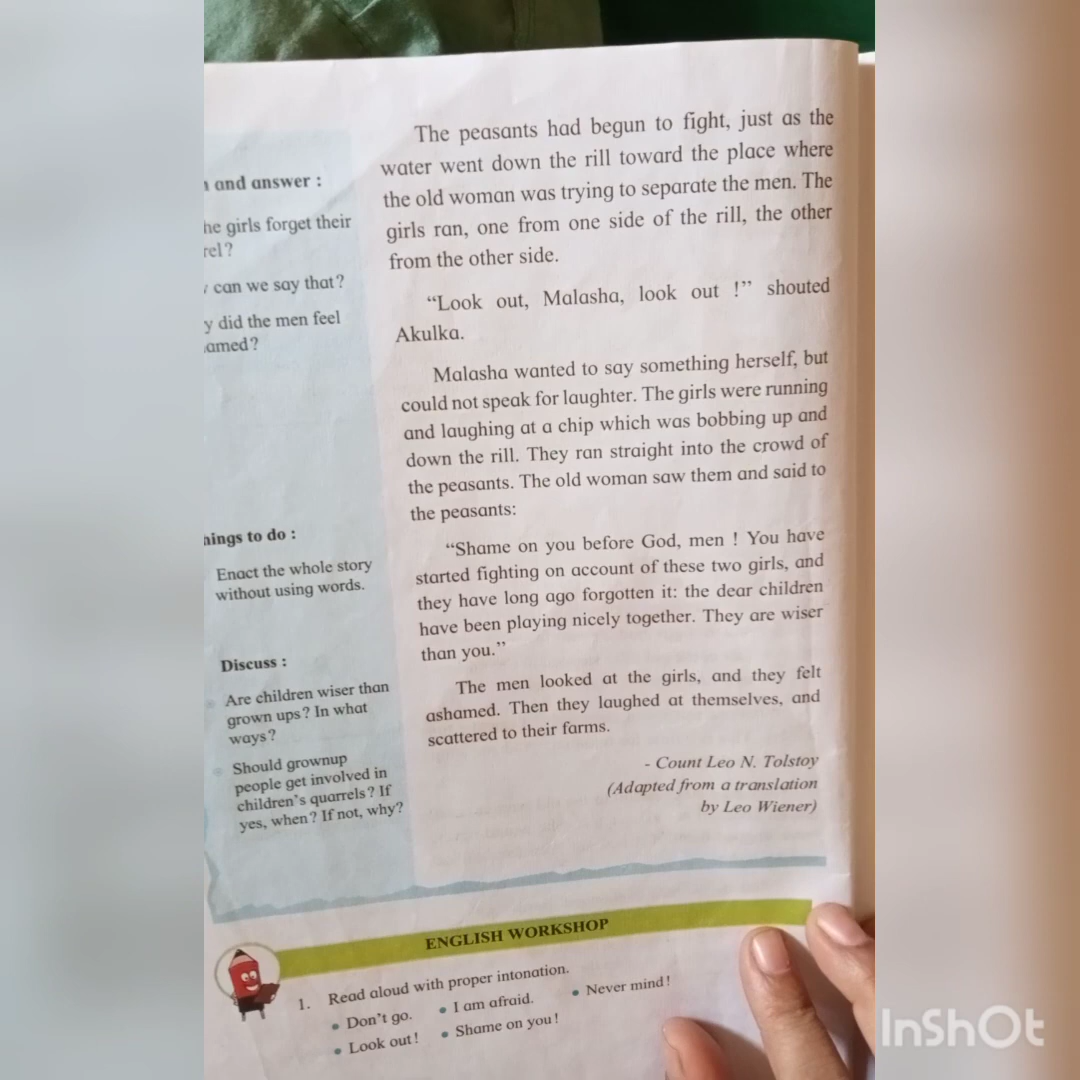 and answer :
he girls forget their
rel?
can we say that?
y did the men feel
amed?
hings to do :
Enact the whole story
without using words.
Discuss :
Are children wiser than
grown ups? In what
ways?
Should grownup
people get involved in
children's quarrels? If
yes, when? If not, why?
The peasants had begun to fight, just as the
water went down the rill toward the place where
the old woman was trying to separate the men. The
girls ran, one from one side of the rill, the other
from the other side.
“Look out, Malasha, look out !” shouted
Akulka.
Malasha wanted to say something herself, but
could not speak for laughter. The girls were running
and laughing at a chip which was bobbing up and
down the rill. They ran straight into the crowd of
the peasants. The old woman saw them and said to
the peasants:
“Shame on you before God, men ! You have
started fighting on account of these two girls, and
they have long ago forgotten it: the dear children
have been playing nicely together. They are wiser
than you.”
The men looked at the girls, and they felt
ashamed. Then they laughed at themselves, and
scattered to their farms.
- Count Leo N. Tolstoy
(Adapted from a translation
by Leo Wiener)
ENGLISH WORKSHOP
1. Read aloud with proper intonation.
• Don't go. • I am afraid. • Never mind!
• Look out! • Shame on you!
InShOt